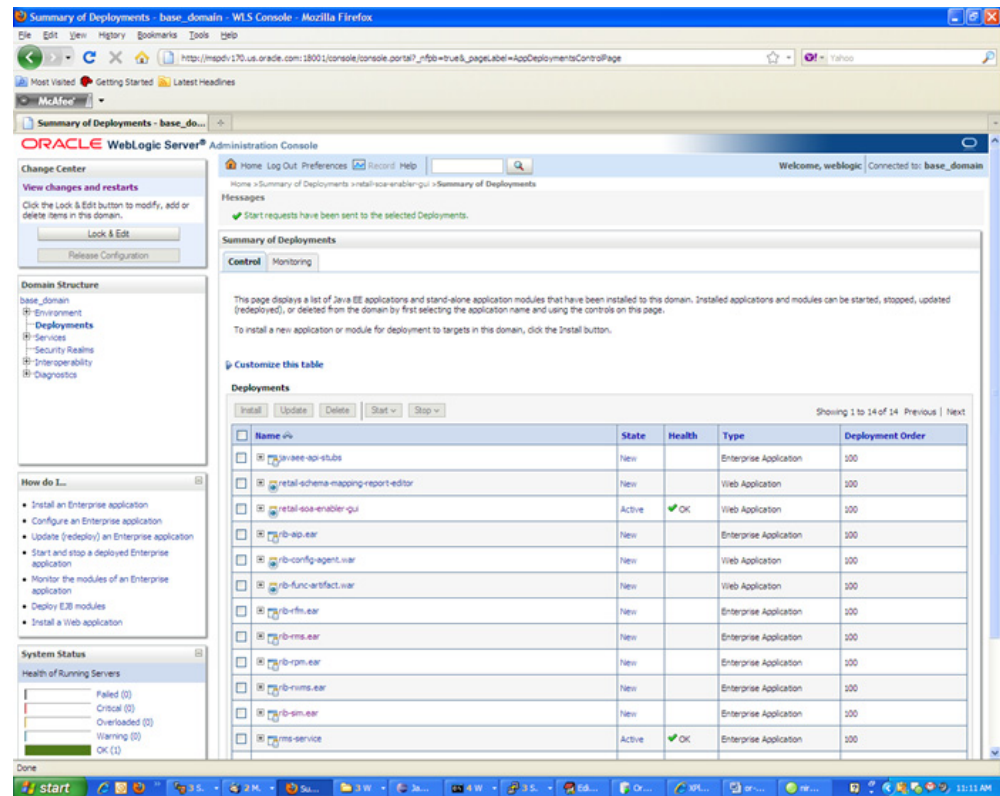 Summary of Deployments - base_domain - WLS Console - Mozilla Firefox
File Edit View History Bookmarks Tools Help
http://mspdv170.us.oracle.com:18001/console/console.portal?_nfpb=true&_pageLabel=AppDeploymentsControlPage
Yahoo
Most Visited Getting Started Latest Headlines
McAfee
Summary of Deployments - base_do...
ORACLE WebLogic Server® Administration Console
Change Center
View changes and restarts
Click the Lock & Edit button to modify, add or
delete items in this domain.
Lock & Edit
Release Configuration
Domain Structure
base_domain
Environment
Deployments
Services
Security Realms
Interoperability
Diagnostics
How do I...
Install an Enterprise application
Configure an Enterprise application
Update (redeploy) an Enterprise application
Start and stop a deployed Enterprise
application
Monitor the modules of an Enterprise
application
Deploy EJB modules
Install a Web application
System Status
Health of Running Servers
Failed (0)
Critical (0)
Overloaded (0)
Warning (0)
OK (1)
Home Log Out Preferences Record Help
Welcome, weblogic Connected to: base_domain
Home >Summary of Deployments >retail-soa-enabler-gui >Summary of Deployments
Messages
Start requests have been sent to the selected Deployments.
Summary of Deployments
Control Monitoring
This page displays a list of Java EE applications and stand-alone application modules that have been installed to this domain. Installed applications and modules can be started, stopped, updated
(redeployed), or deleted from the domain by first selecting the application name and using the controls on this page.
To install a new application or module for deployment to targets in this domain, click the Install button.
Customize this table
Deployments
Install Update Delete Start Stop
Showing 1 to 14 of 14 Previous | Next
Name State Health Type Deployment Order
javaee-api-stubs New Enterprise Application 100
retail-schema-mapping-report-editor New Web Application 100
retail-soa-enabler-gui Active OK Web Application 100
rib-aip.ear New Enterprise Application 100
rib-config-agent.war New Web Application 100
rib-func-artifact.war New Web Application 100
rib-rfm.ear New Enterprise Application 100
rib-rms.ear New Enterprise Application 100
rib-rpm.ear New Enterprise Application 100
rib-rwms.ear New Enterprise Application 100
rib-sim.ear New Enterprise Application 100
rms-service Active OK Enterprise Application 100
Done
start
3 S.
2 M.
Su...
3 W
Ja...
4 W
3 S.
Edi...
Or...
XPL...
or-...
11:11 AM